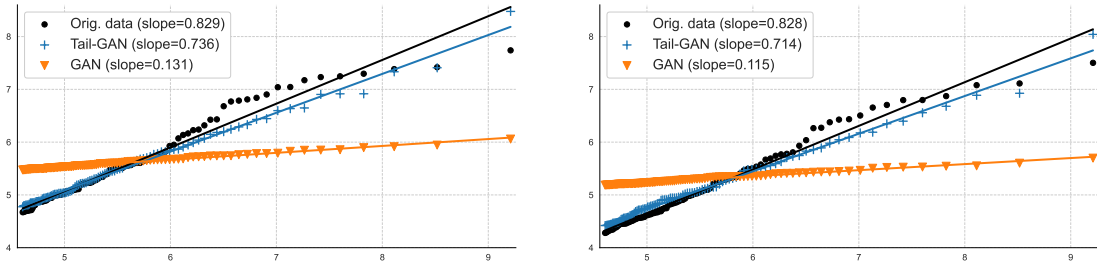 Orig. data (slope=0.829)
Tail-GAN (slope=0.736)
GAN (slope=0.131)
8
7
6
5
4
5 6 7 8 9
Orig. data (slope=0.828)
Tail-GAN (slope=0.714)
GAN (slope=0.115)
8
7
6
5
4
5 6 7 8 9